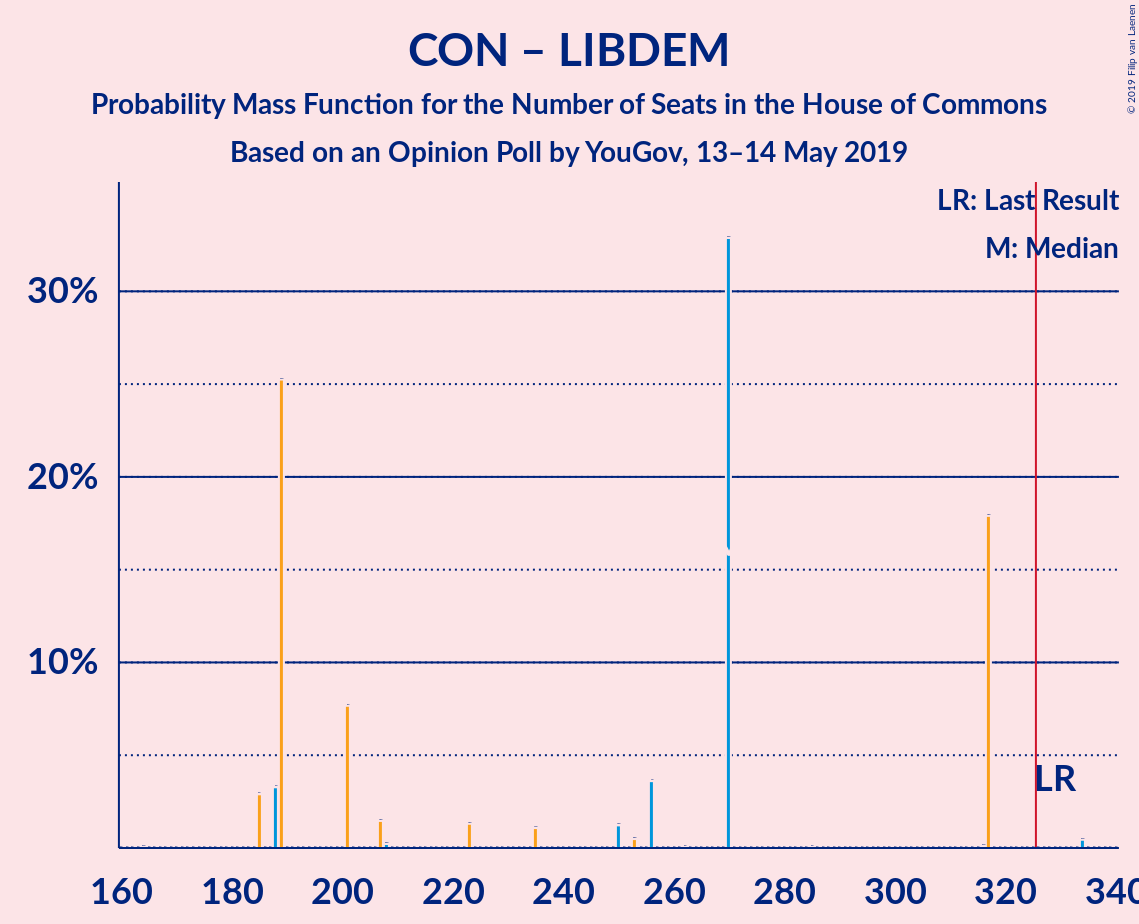 CON – LIBDEM
Probability Mass Function for the Number of Seats in the House of Commons
Based on an Opinion Poll by YouGov, 13–14 May 2019
© 2019 Filip van Laenen
LR: Last Result
M: Median
30%
20%
10%
LR
160 180 200 220 240 260 280 300 320 340